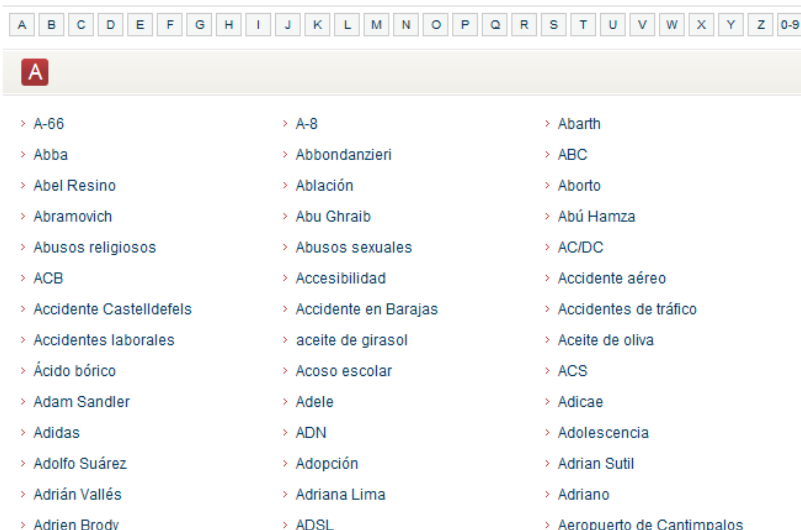 A B C D E F G H I J K L M N O P Q R S T U V W X Y Z 0-9
A
A-66 A-8 Abarth
Abba Abbondanzieri ABC
Abel Resino Ablación Aborto
Abramovich Abu Ghraib Abú Hamza
Abusos religiosos Abusos sexuales AC/DC
ACB Accesibilidad Accidente aéreo
Accidente Castelldefels Accidente en Barajas Accidentes de tráfico
Accidentes laborales aceite de girasol Aceite de oliva
Ácido bórico Acoso escolar ACS
Adam Sandler Adele Adicae
Adidas ADN Adolescencia
Adolfo Suárez Adopción Adrian Sutil
Adrián Vallés Adriana Lima Adriano
Adrien Brody ADSL Aeropuerto de Cantimpalos